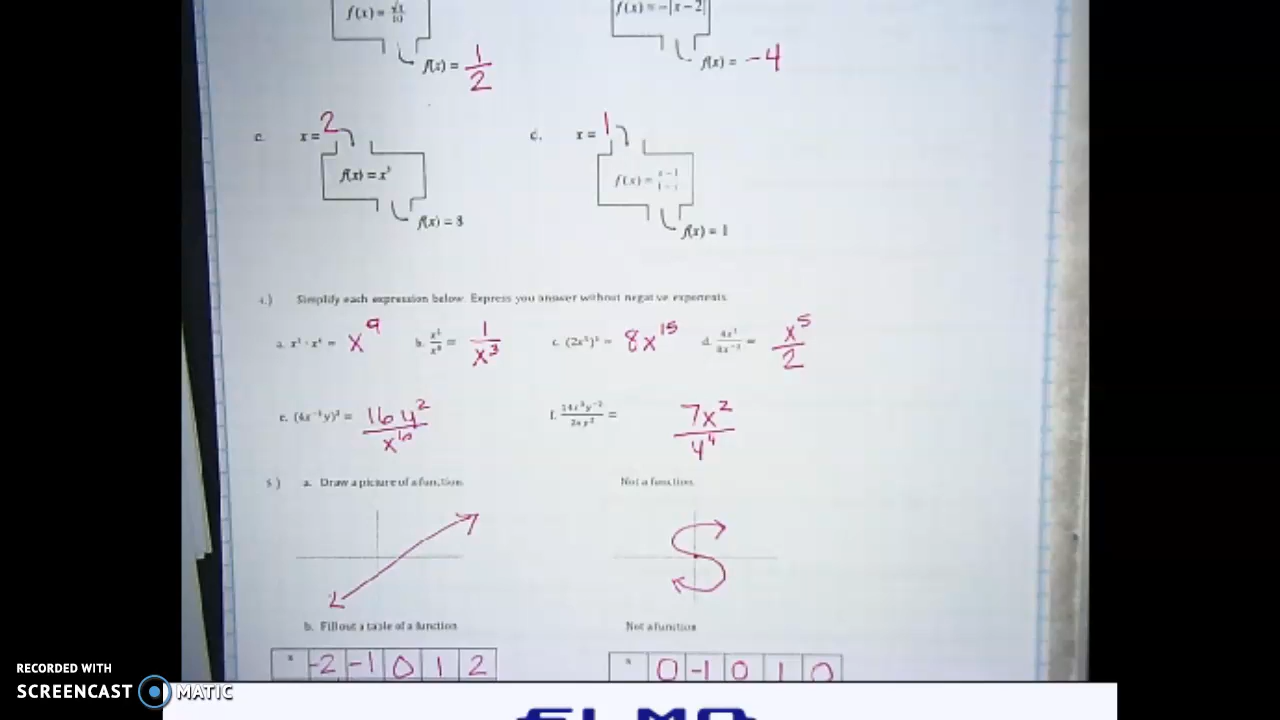 f(x) = √x/10
f(x) = -|x-2|
f(x) = 1/2
f(x) = -4
c. x = 2
d. x = 1
f(x) = x³
f(x) =
f(x) = 8
f(x) = 1
4.) Simplify each expression below. Express you answer without negative exponents.
a. = x⁹ b. = 1/x³ c. = 8x¹⁵ d. = x⁵/2
e. = 16y²/x⁶ f. = 7x²/y⁴
5.) a. Draw a picture of a function. Not a function.
b. Fill out a table of a function Not a function
x -2 -1 0 1 2
x 0 -1 0 1 0
RECORDED WITH
SCREENCAST MATIC
ELMO